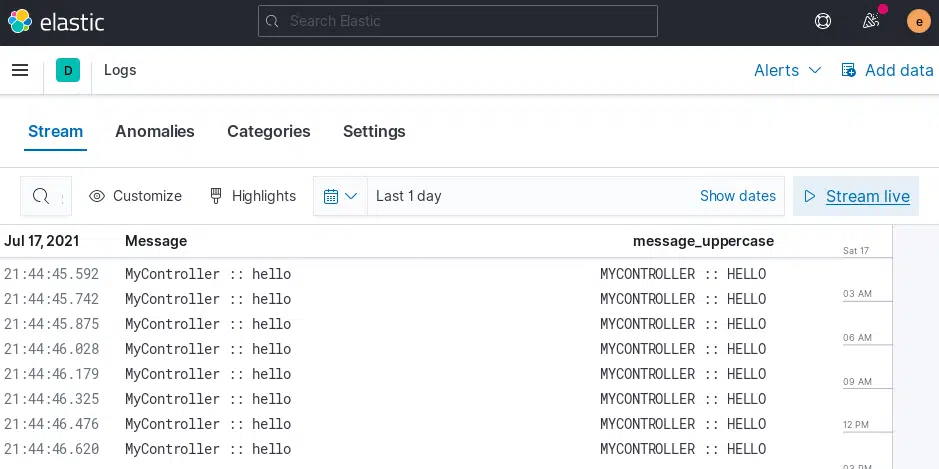 elastic Search Elastic e
D Logs Alerts Add data
Stream Anomalies Categories Settings
Customize Highlights Last 1 day Show dates Stream live
Jul 17, 2021 Message message_uppercase
Sat 17
21:44:45.592 MyController :: hello MYCONTROLLER :: HELLO
21:44:45.742 MyController :: hello MYCONTROLLER :: HELLO 03 AM
21:44:45.875 MyController :: hello MYCONTROLLER :: HELLO
06 AM
21:44:46.028 MyController :: hello MYCONTROLLER :: HELLO
21:44:46.179 MyController :: hello MYCONTROLLER :: HELLO 09 AM
21:44:46.325 MyController :: hello MYCONTROLLER :: HELLO
21:44:46.476 MyController :: hello MYCONTROLLER :: HELLO 12 PM
21:44:46.620 MyController :: hello MYCONTROLLER :: HELLO
03 PM